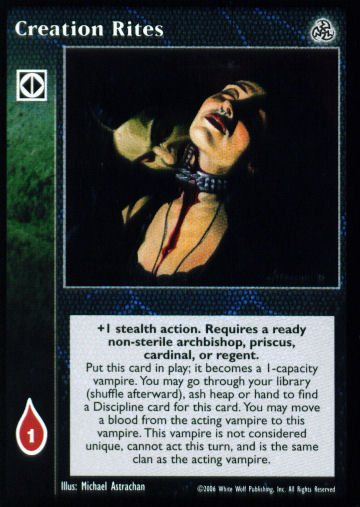 Creation Rites
+1 stealth action. Requires a ready
non-sterile archbishop, priscus,
cardinal, or regent.
Put this card in play; it becomes a 1-capacity
vampire. You may go through your library
(shuffle afterward), ash heap or hand to find
a Discipline card for this card. You may move
a blood from the acting vampire to this
vampire. This vampire is not considered
unique, cannot act this turn, and is the same
clan as the acting vampire.
1
Illus: Michael Astrachan
©2006 White Wolf Publishing, Inc. All Rights Reserved